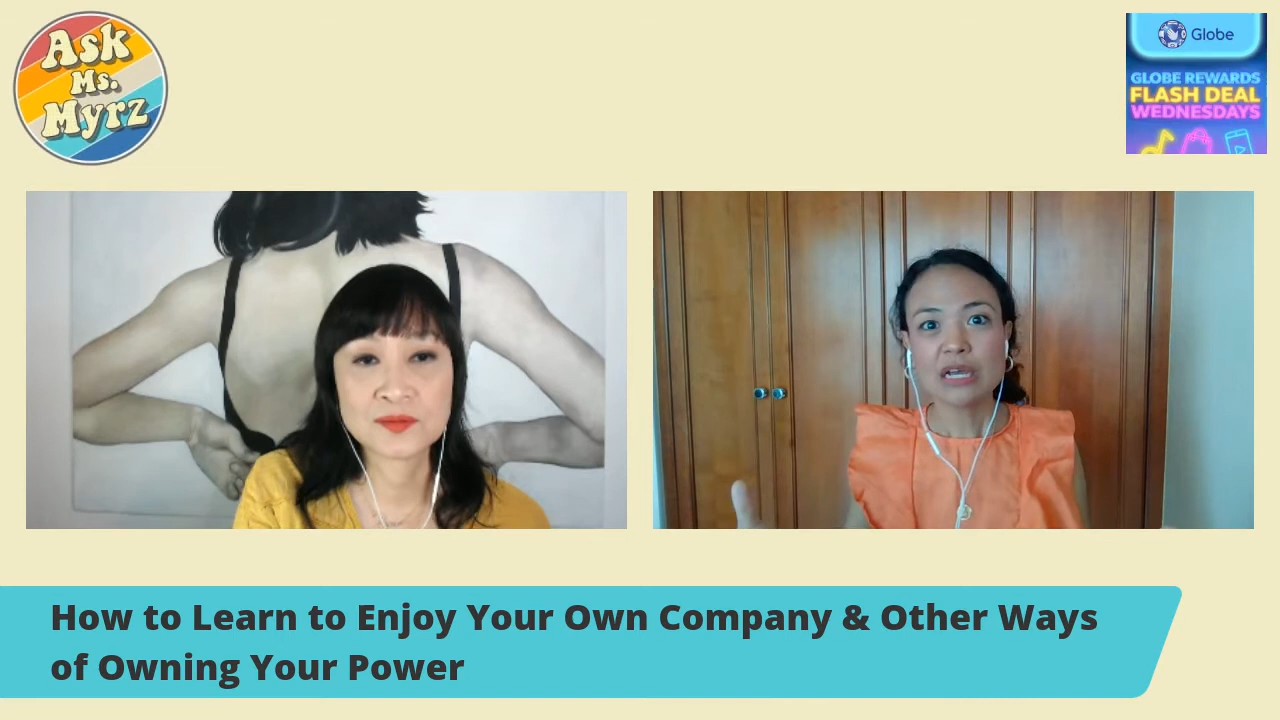 Ask
Ms.
Myrz
Globe
GLOBE REWARDS
FLASH DEAL
WEDNESDAYS
How to Learn to Enjoy Your Own Company & Other Ways
of Owning Your Power